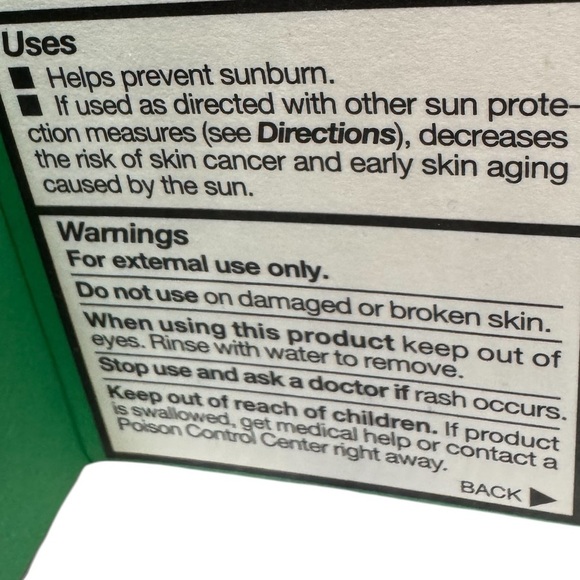 Uses
■ Helps prevent sunburn.
■ If used as directed with other sun prote-
ction measures (see Directions), decreases
the risk of skin cancer and early skin aging
caused by the sun.
Warnings
For external use only.
Do not use on damaged or broken skin.
When using this product keep out of
eyes. Rinse with water to remove.
Stop use and ask a doctor if rash occurs.
Keep out of reach of children. If product
is swallowed, get medical help or contact a
Poison Control Center right away.
BACK ▶